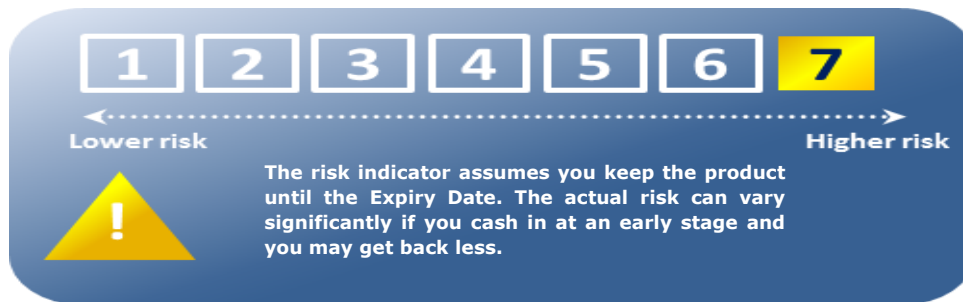 1 2 3 4 5 6 7
Lower risk Higher risk
!
The risk indicator assumes you keep the product
until the Expiry Date. The actual risk can vary
significantly if you cash in at an early stage and
you may get back less.